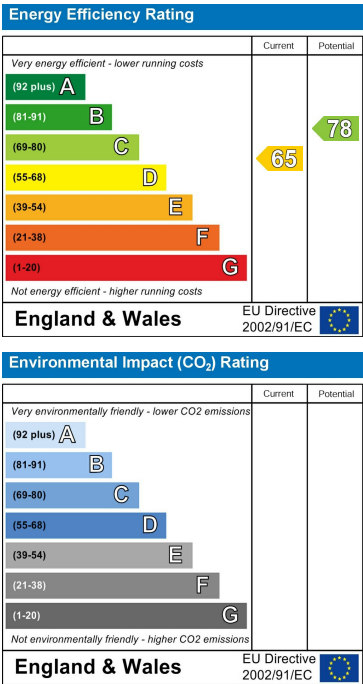 Energy Efficiency Rating
Current Potential
Very energy efficient - lower running costs
(92 plus) A
(81-91) B
(69-80) C
(55-68) D
(39-54) E
(21-38) F
(1-20) G
65
78
Not energy efficient - higher running costs
England & Wales
EU Directive
2002/91/EC
Environmental Impact (CO₂) Rating
Current Potential
Very environmentally friendly - lower CO2 emissions
(92 plus) A
(81-91) B
(69-80) C
(55-68) D
(39-54) E
(21-38) F
(1-20) G
Not environmentally friendly - higher CO2 emissions
England & Wales
EU Directive
2002/91/EC